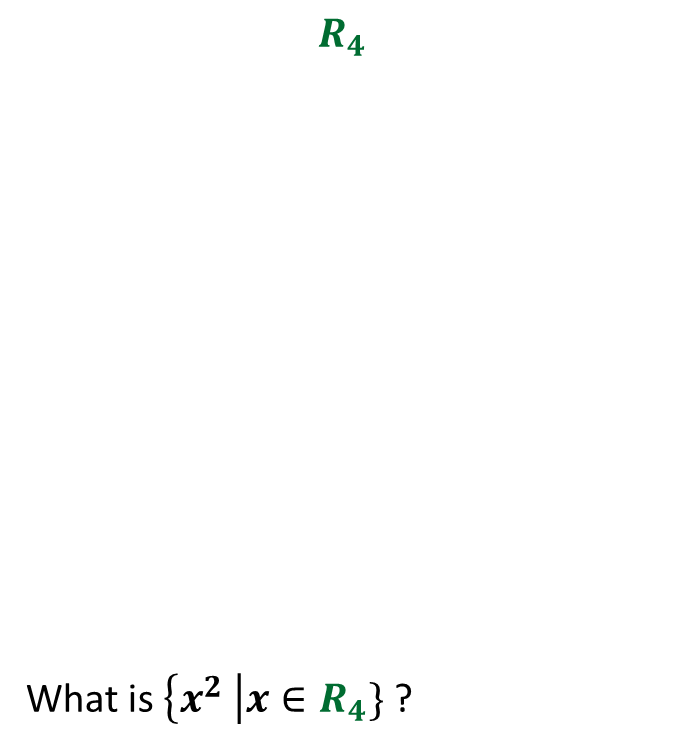 R₄
What is {x² |x ∈ R₄} ?